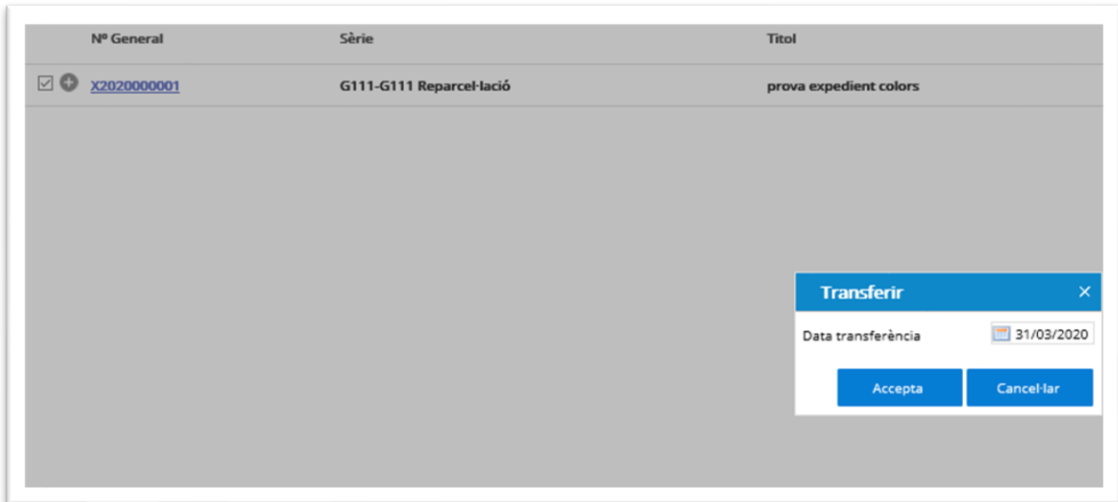 Nº General Sèrie Titol
X2020000001 G111-G111 Reparcel·lació prova expedient colors
Transferir
Data transferència 31/03/2020
Accepta Cancel·lar